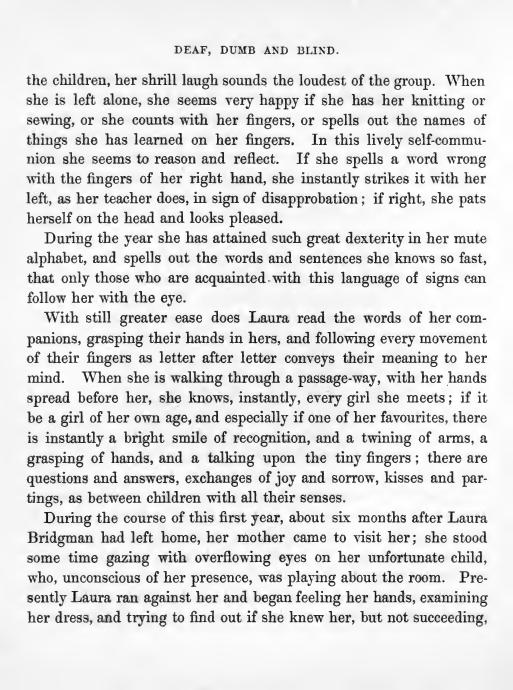 DEAF, DUMB AND BLIND.
the children, her shrill laugh sounds the loudest of the group. When
she is left alone, she seems very happy if she has her knitting or
sewing, or she counts with her fingers, or spells out the names of
things she has learned on her fingers. In this lively self-commu-
nion she seems to reason and reflect. If she spells a word wrong
with the fingers of her right hand, she instantly strikes it with her
left, as her teacher does, in sign of disapprobation; if right, she pats
herself on the head and looks pleased.
During the year she has attained such great dexterity in her mute
alphabet, and spells out the words and sentences she knows so fast,
that only those who are acquainted with this language of signs can
follow her with the eye.
With still greater ease does Laura read the words of her com-
panions, grasping their hands in hers, and following every movement
of their fingers as letter after letter conveys their meaning to her
mind. When she is walking through a passage-way, with her hands
spread before her, she knows, instantly, every girl she meets; if it
be a girl of her own age, and especially if one of her favourites, there
is instantly a bright smile of recognition, and a twining of arms, a
grasping of hands, and a talking upon the tiny fingers; there are
questions and answers, exchanges of joy and sorrow, kisses and par-
tings, as between children with all their senses.
During the course of this first year, about six months after Laura
Bridgman had left home, her mother came to visit her; she stood
some time gazing with overflowing eyes on her unfortunate child,
who, unconscious of her presence, was playing about the room. Pre-
sently Laura ran against her and began feeling her hands, examining
her dress, and trying to find out if she knew her, but not succeeding,